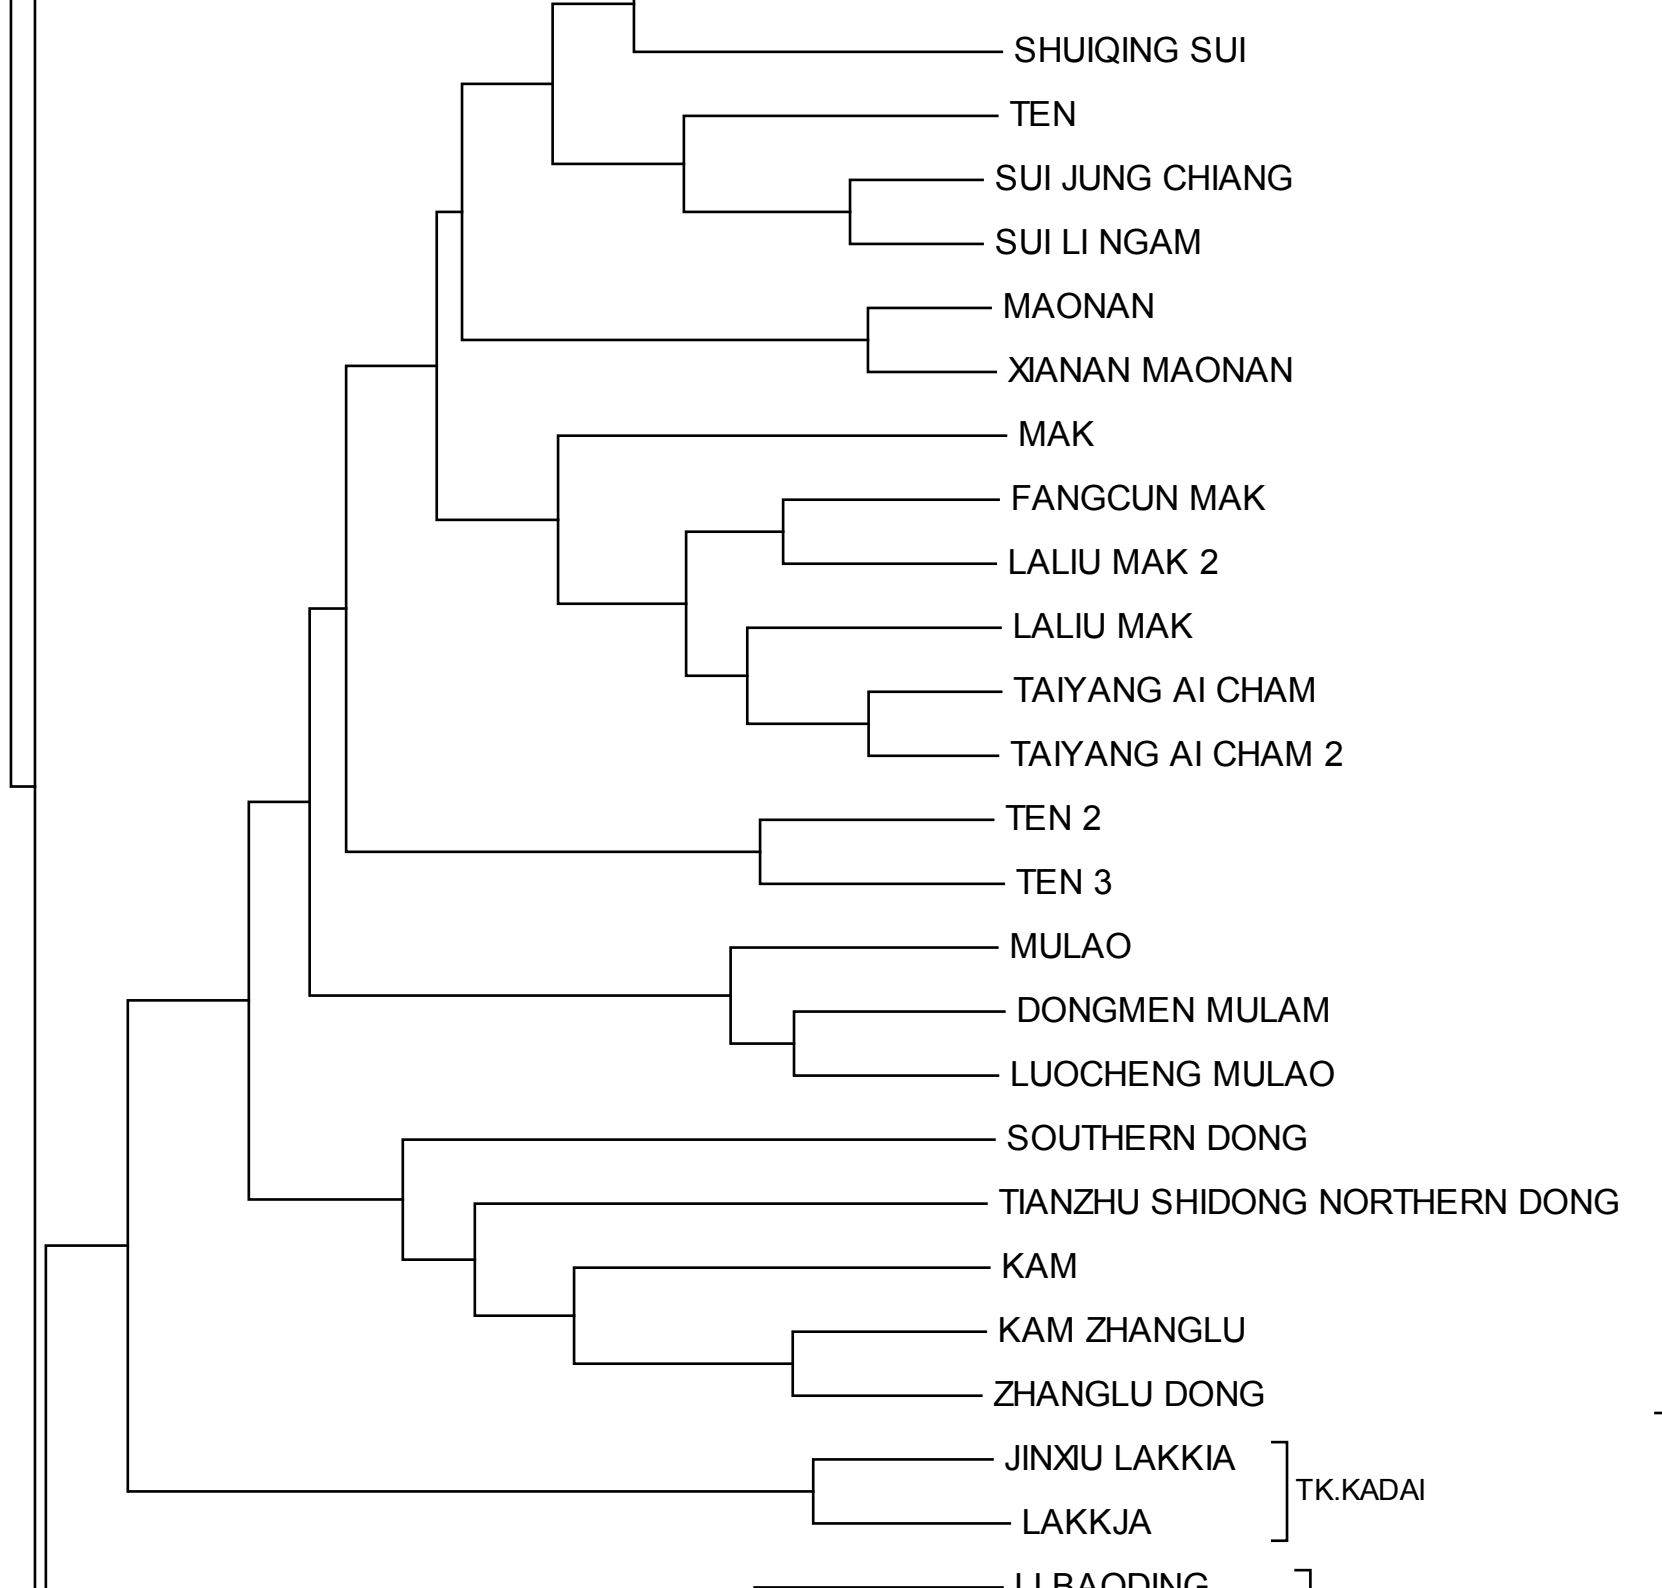 SHUIQING SUI
TEN
SUI JUNG CHIANG
SUI LI NGAM
MAONAN
XIANAN MAONAN
MAK
FANGCUN MAK
LALIU MAK 2
LALIU MAK
TAIYANG AI CHAM
TAIYANG AI CHAM 2
TEN 2
TEN 3
MULAO
DONGMEN MULAM
LUOCHENG MULAO
SOUTHERN DONG
TIANZHU SHIDONG NORTHERN DONG
KAM
KAM ZHANGLU
ZHANGLU DONG
JINXIU LAKKIA
TK.KADAI
LAKKJA
LI BAODING